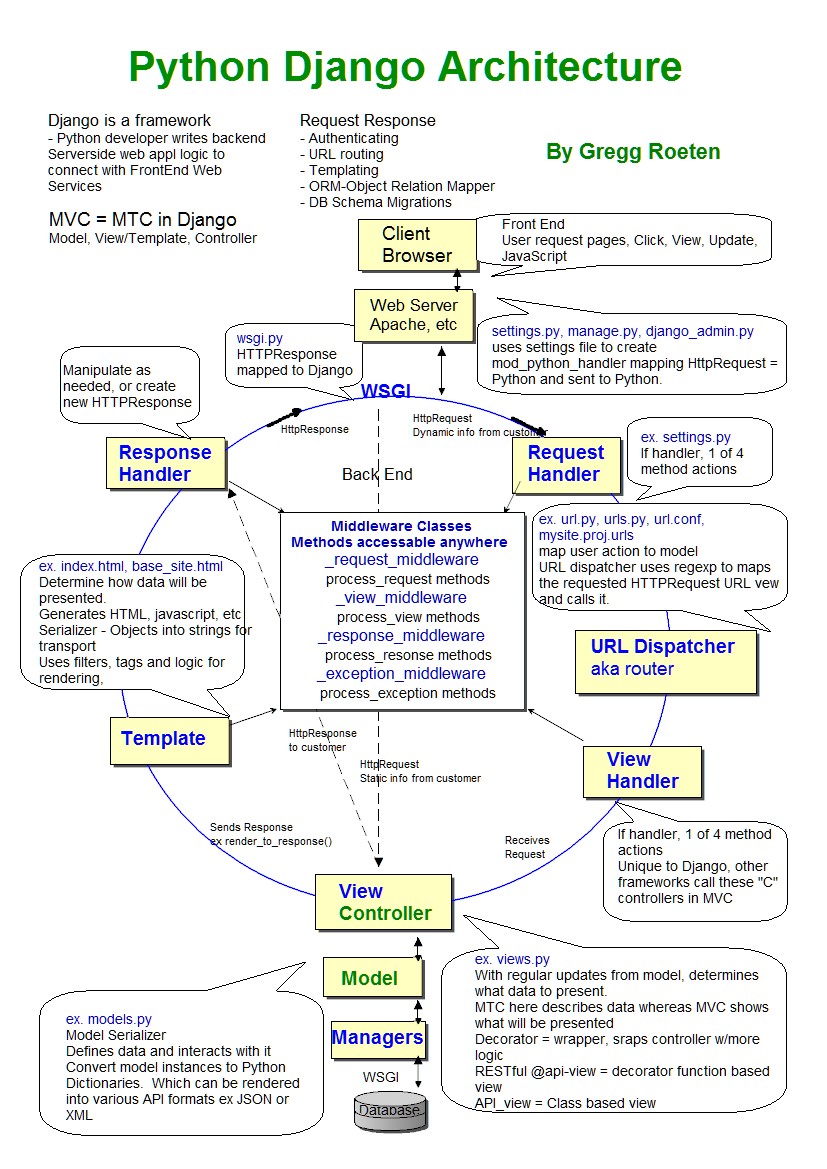 Python Django Architecture
Django is a framework
- Python developer writes backend
Serverside web appl logic to
connect with FrontEnd Web
Services
MVC = MTC in Django
Model, View/Template, Controller
Request Response
- Authenticating
- URL routing
- Templating
- ORM-Object Relation Mapper
- DB Schema Migrations
By Gregg Roeten
Client
Browser
Front End
User request pages, Click, View, Update,
JavaScript
Web Server
Apache, etc
settings.py, manage.py, django_admin.py
uses settings file to create
mod_python_handler mapping HttpRequest =
Python and sent to Python.
wsgi.py
HTTPResponse
mapped to Django
WSGI
Manipulate as
needed, or create
new HTTPResponse
HttpResponse
HttpRequest
Dynamic info from customer
Response
Handler
Back End
Request
Handler
ex. settings.py
If handler, 1 of 4
method actions
ex. url.py, urls.py, url.conf,
mysite.proj.urls
map user action to model
URL dispatcher uses regexp to maps
the requested HTTPRequest URL vew
and calls it.
Middleware Classes
Methods accessable anywhere
_request_middleware
process_request methods
_view_middleware
process_view methods
_response_middleware
process_resonse methods
_exception_middleware
process_exception methods
ex. index.html, base_site.html
Determine how data will be
presented.
Generates HTML, javascript, etc
Serializer - Objects into strings for
transport
Uses filters, tags and logic for
rendering,
URL Dispatcher
aka router
Template
HttpResponse
to customer
HttpRequest
Static info from customer
View
Handler
Sends Response
ex render_to_response()
Receives
Request
If handler, 1 of 4 method
actions
Unique to Django, other
frameworks call these "C"
controllers in MVC
View
Controller
Model
Managers
WSGI
Database
ex. models.py
Model Serializer
Defines data and interacts with it
Convert model instances to Python
Dictionaries.  Which can be rendered
into various API formats ex JSON or
XML
ex. views.py
With regular updates from model, determines
what data to present.
MTC here describes data whereas MVC shows
what will be presented
Decorator = wrapper, sraps controller w/more
logic
RESTful @api-view = decorator function based
view
API_view = Class based view